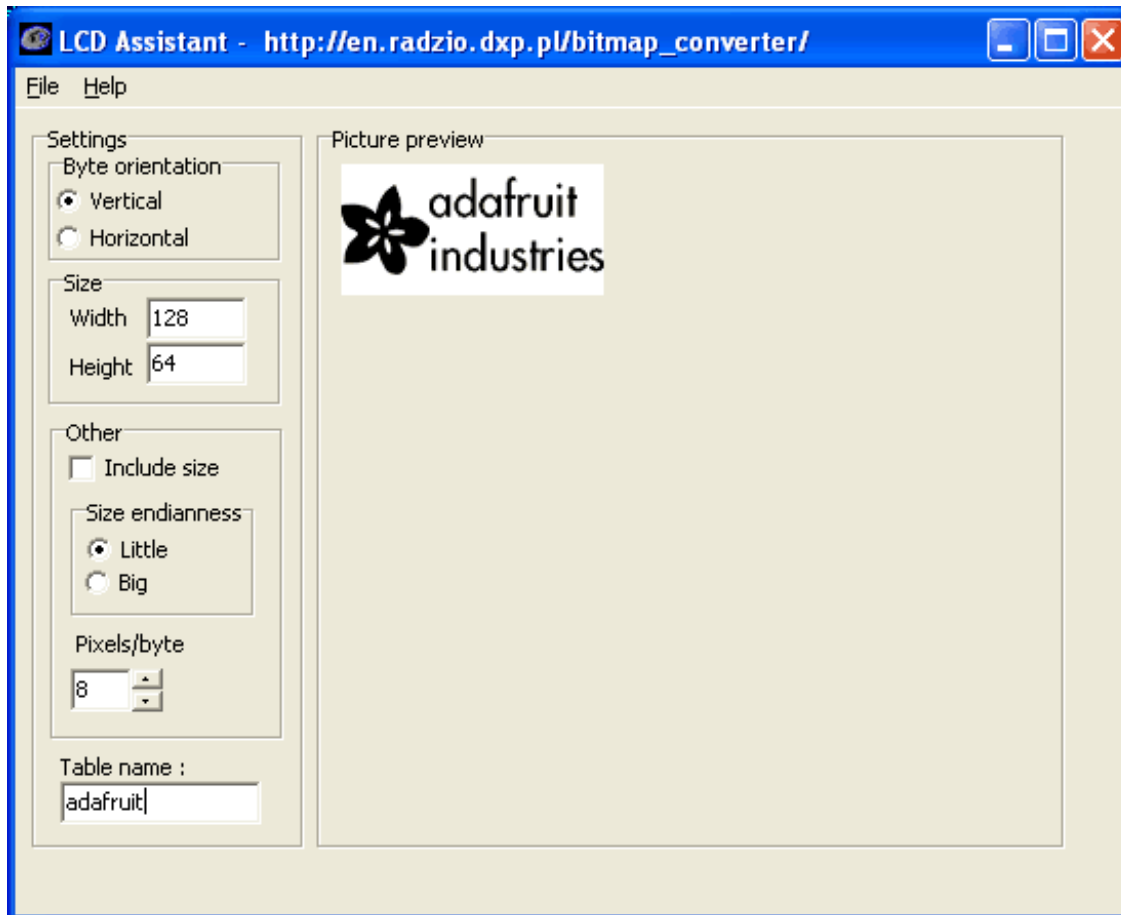 LCD Assistant - http://en.radzio.dxp.pl/bitmap_converter/
File Help
Settings
Byte orientation
Vertical
Horizontal
Size
Width 128
Height 64
Other
Include size
Size endianness
Little
Big
Pixels/byte
8
Table name :
adafruit
Picture preview
adafruit
industries